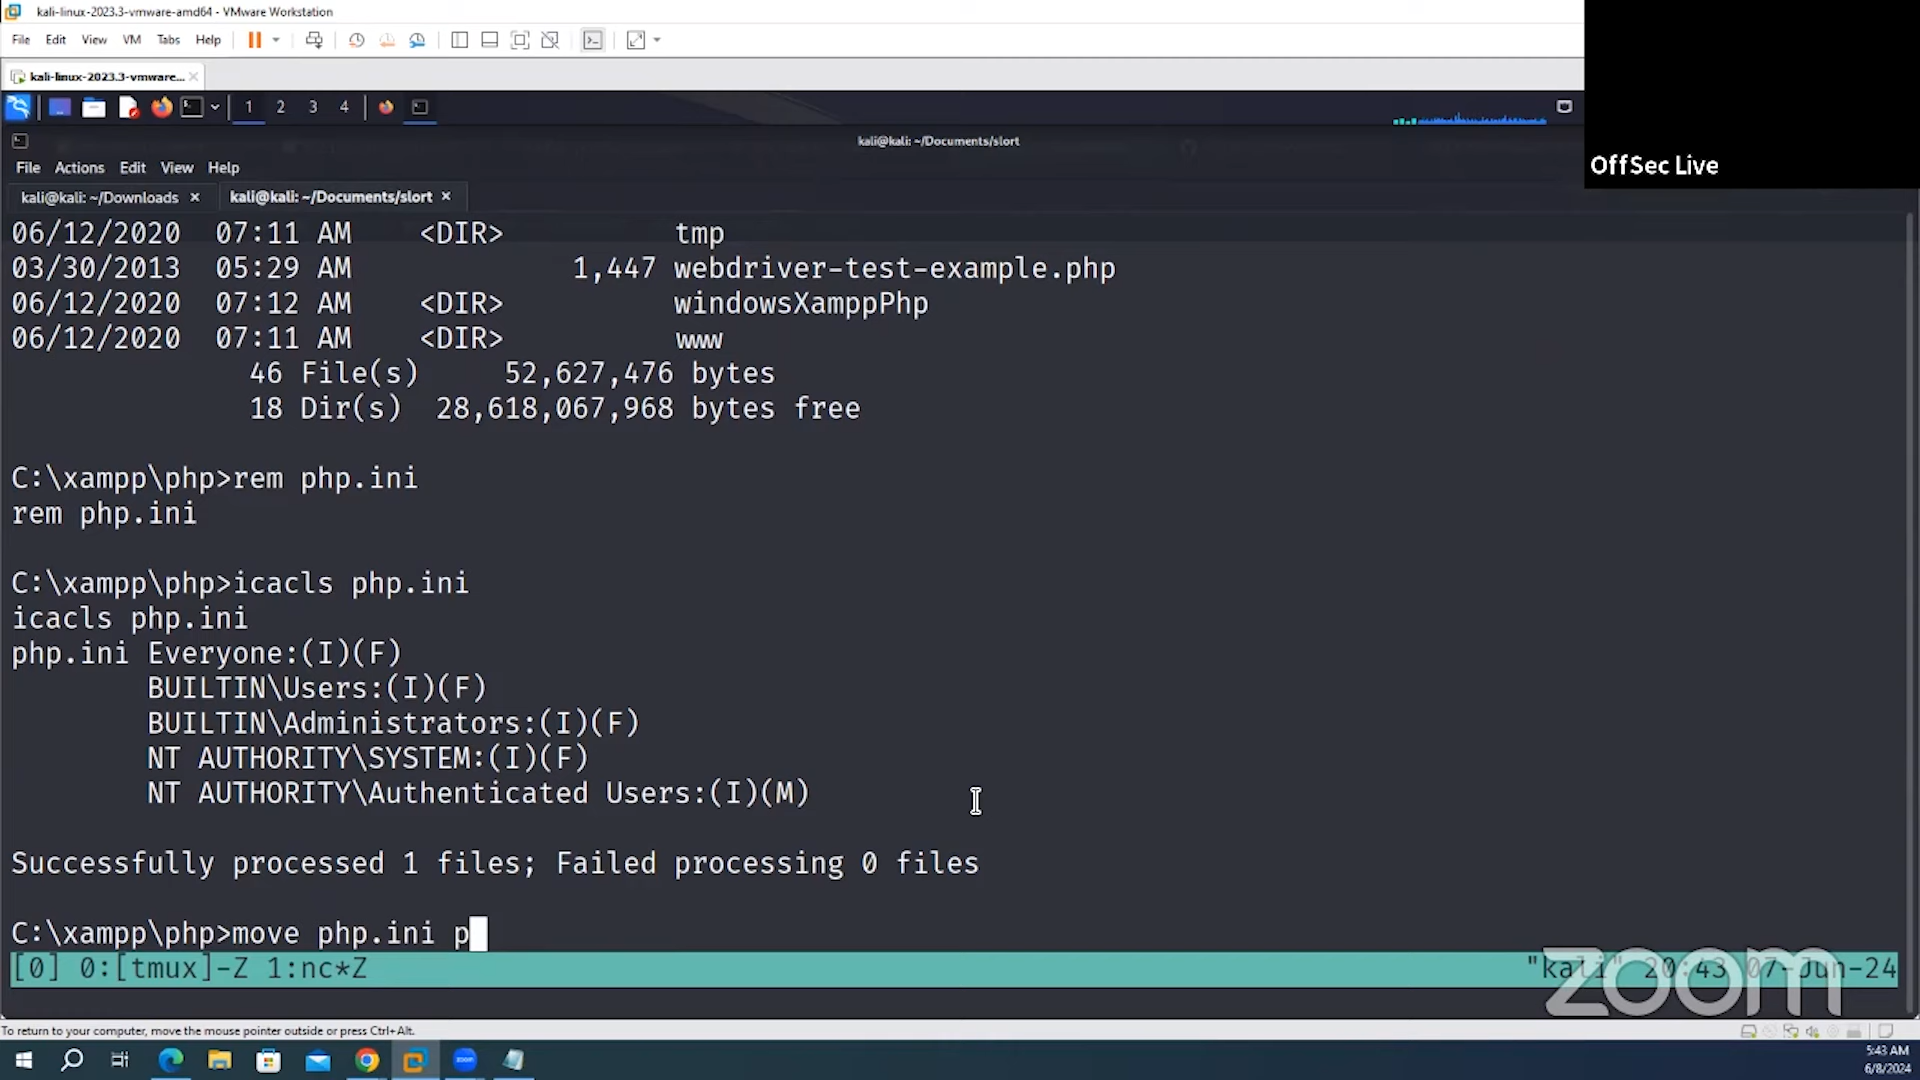 kali-linux-2023.3-vmware-amd64 - VMware Workstation
File Edit View VM Tabs Help
kali-linux-2023.3-vmware...
1 2 3 4
kali@kali: ~/Documents/slort
OffSec Live
File Actions Edit View Help
kali@kali: ~/Downloads × kali@kali: ~/Documents/slort ×
06/12/2020 07:11 AM <DIR> tmp
03/30/2013 05:29 AM 1,447 webdriver-test-example.php
06/12/2020 07:12 AM <DIR> windowsXamppPhp
06/12/2020 07:11 AM <DIR> www
46 File(s) 52,627,476 bytes
18 Dir(s) 28,618,067,968 bytes free
C:\xampp\php>rem php.ini
rem php.ini
C:\xampp\php>icacls php.ini
icacls php.ini
php.ini Everyone:(I)(F)
BUILTIN\Users:(I)(F)
BUILTIN\Administrators:(I)(F)
NT AUTHORITY\SYSTEM:(I)(F)
NT AUTHORITY\Authenticated Users:(I)(M)
Successfully processed 1 files; Failed processing 0 files
C:\xampp\php>move php.ini p
[0] 0:[tmux]-Z 1:nc*Z "kali" 20:43 07-Jun-24
zoom
To return to your computer, move the mouse pointer outside or press Ctrl+Alt.
zoom
5:43 AM
6/8/2024